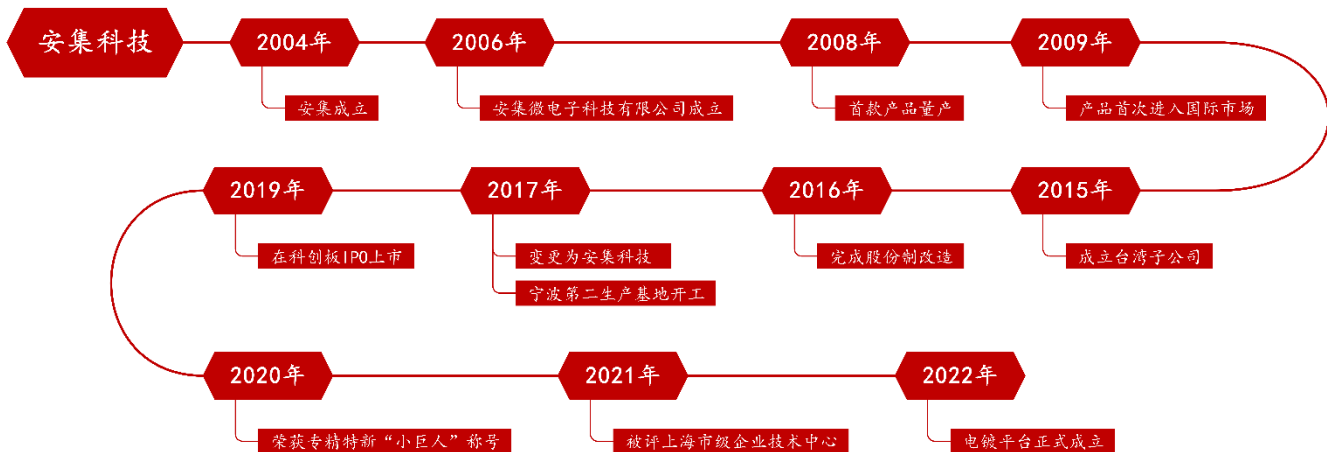 安集科技
2004年
安集成立
2006年
安集微电子科技有限公司成立
2008年
首款产品量产
2009年
产品首次进入国际市场
2015年
成立台湾子公司
2016年
完成股份制改造
2017年
变更为安集科技
宁波第二生产基地开工
2019年
在科创板IPO上市
2020年
荣获专精特新“小巨人”称号
2021年
被评上海市级企业技术中心
2022年
电镀平台正式成立